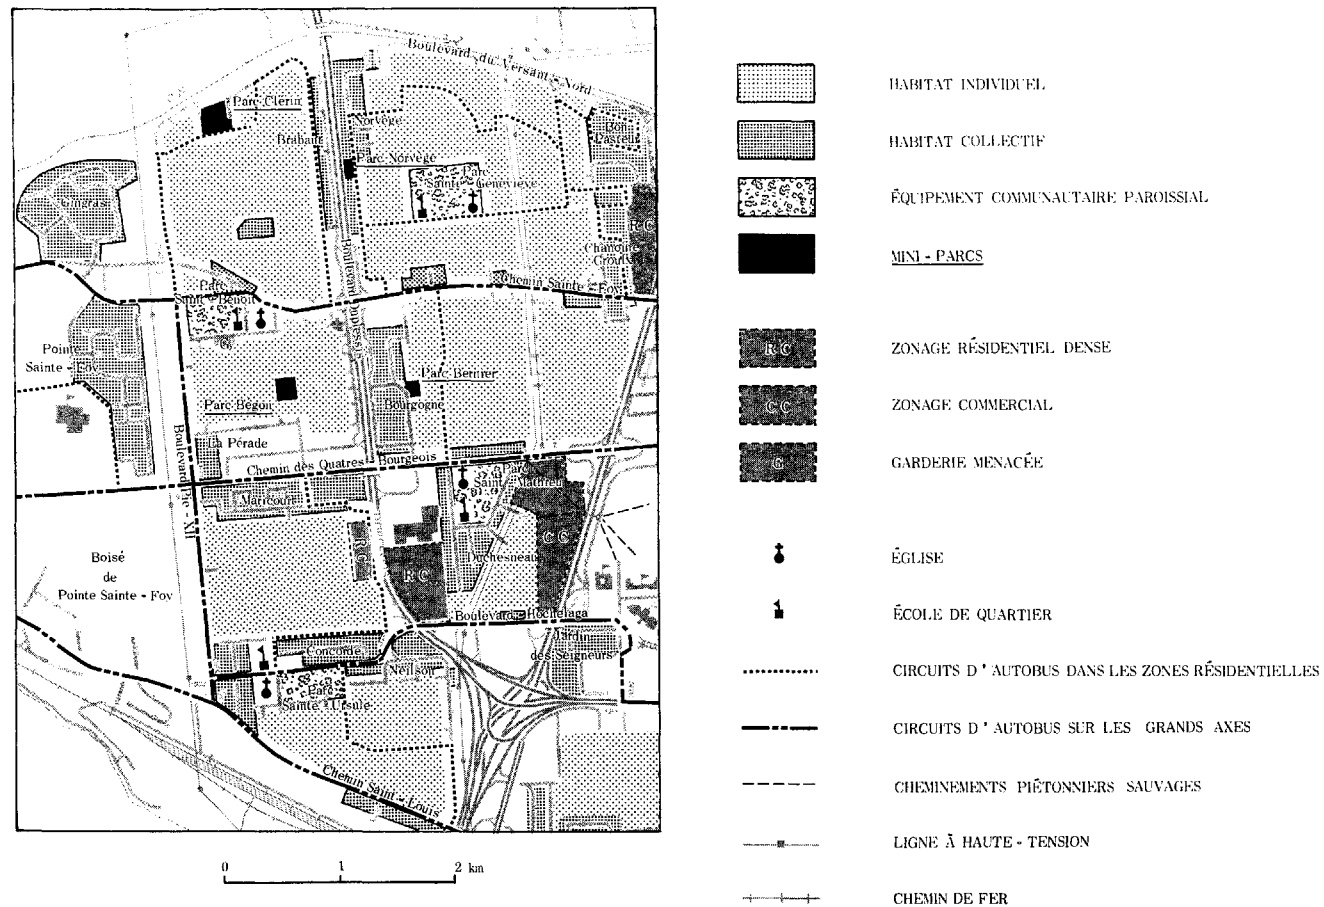 Boulevard du Versant - Nord
Parc Clérin
Norvège
Brabant
Bon
Pasteur
Parc Norvège
Parc
Sainte - Geneviève
Gingras
R C
Chanoine
Chemin Sainte - Foy
Parc
Saint - Benoit
G
Pointe
Sainte - Foy
Parc Bernier
Parc Bégon
Bourgogne
La Pérade
Boulevard Pie - XII
Chemin des Quatres Bourgeois
Parc
Saint Mathieu
Maricourt
R C
C C
Duchesneau
R C
Boisé
de
Pointe Sainte - Foy
Boulevard Hochelaga
Jardin
des Seigneurs
Concorde
Neilson
Parc
Sainte - Ursule
Chemin Saint - Louis
0 1 2 km
HABITAT INDIVIDUEL
HABITAT COLLECTIF
ÉQUIPEMENT COMMUNAUTAIRE PAROISSIAL
MINI - PARCS
R C ZONAGE RÉSIDENTIEL DENSE
C C ZONAGE COMMERCIAL
G GARDERIE MENACÉE
ÉGLISE
ÉCOLE DE QUARTIER
CIRCUITS D ' AUTOBUS DANS LES ZONES RÉSIDENTIELLES
CIRCUITS D ' AUTOBUS SUR LES GRANDS AXES
CHEMINEMENTS PIÉTONNIERS SAUVAGES
LIGNE À HAUTE - TENSION
CHEMIN DE FER